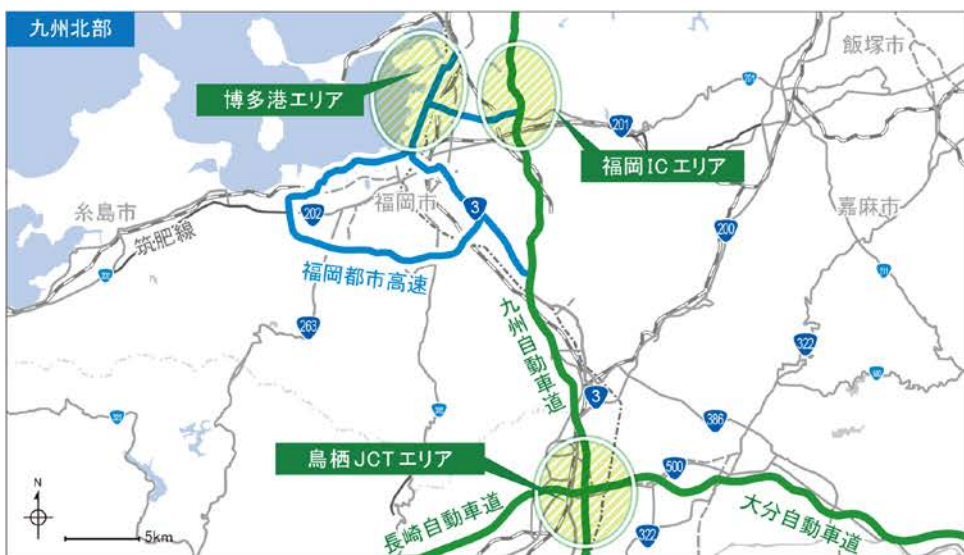 九州北部
博多港エリア
飯塚市
201
201
福岡ICエリア
糸島市
202
福岡市
3
嘉麻市
筑肥線
200
202
福岡都市高速
263
九州自動車道
322
322
3
386
鳥栖JCTエリア
500
長崎自動車道
大分自動車道
322
N
5km